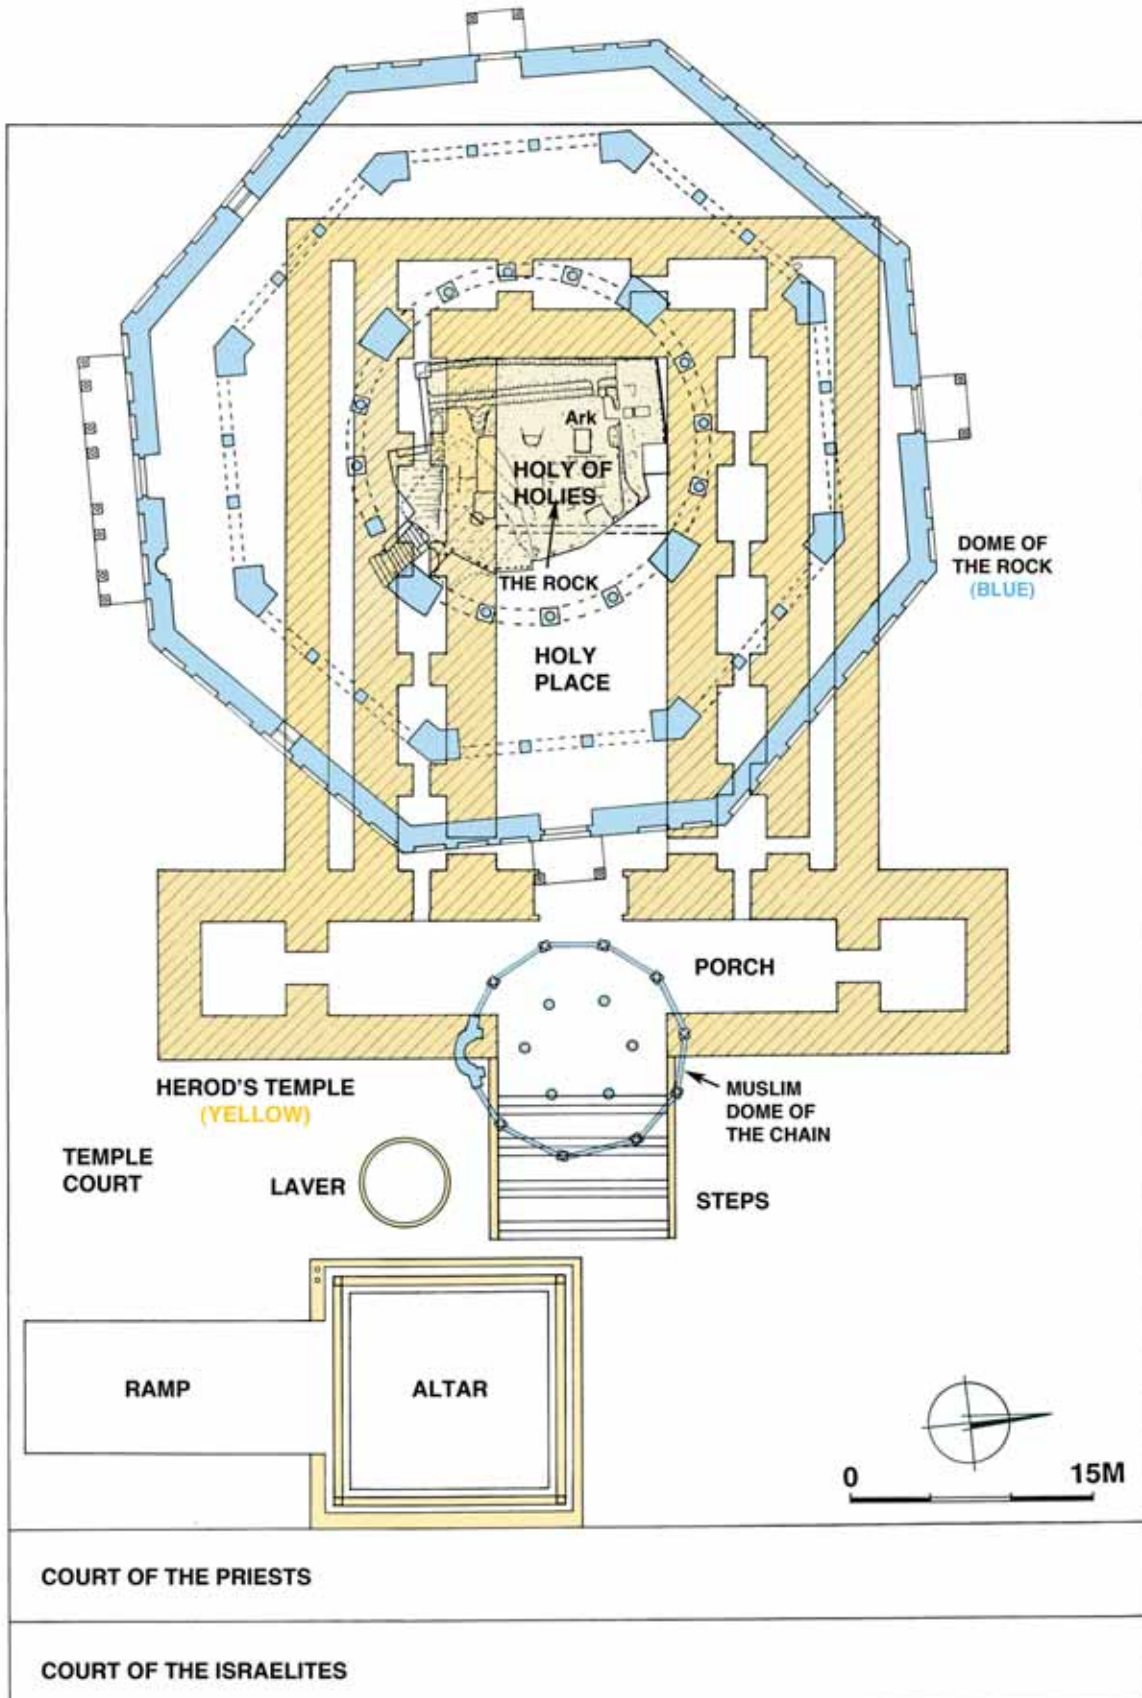 Ark
HOLY OF
HOLIES
THE ROCK
DOME OF
THE ROCK
(BLUE)
HOLY
PLACE
PORCH
HEROD'S TEMPLE
(YELLOW)
MUSLIM
DOME OF
THE CHAIN
TEMPLE
COURT
LAVER
STEPS
RAMP
ALTAR
0 15M
COURT OF THE PRIESTS
COURT OF THE ISRAELITES